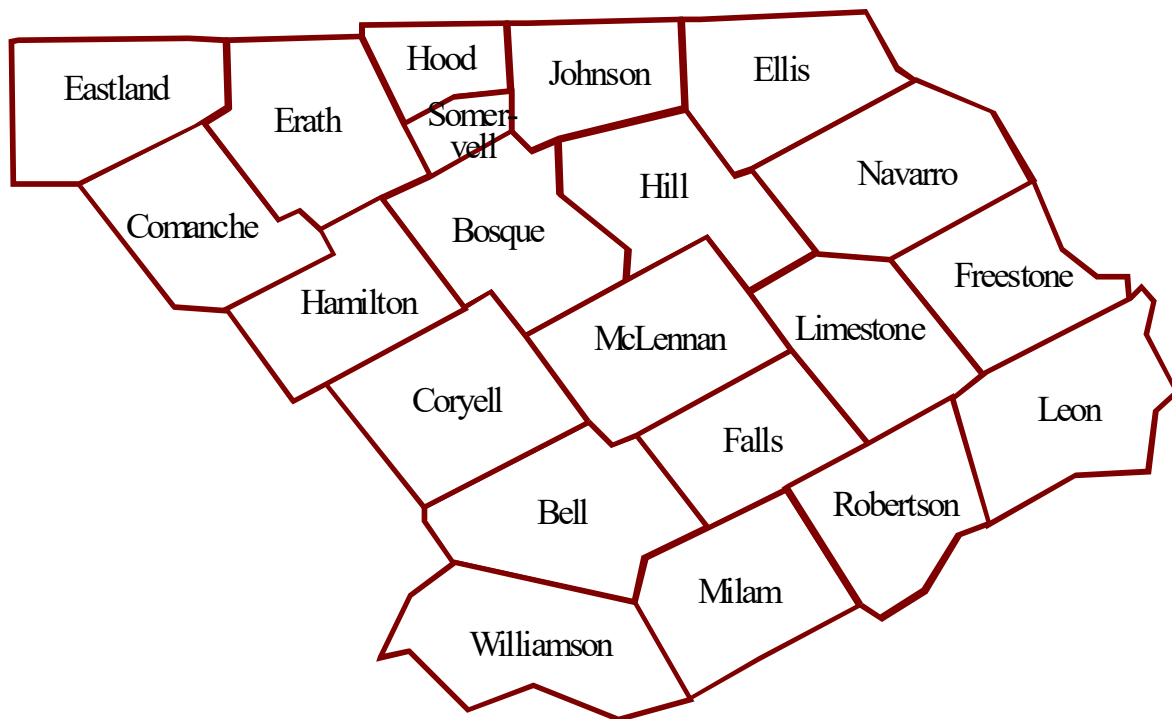 Hood
Johnson
Ellis
Eastland
Erath
Somer-
vell
Navarro
Hill
Comanche
Bosque
Freestone
Hamilton
McLennan
Limestone
Coryell
Leon
Falls
Bell
Robertson
Milam
Williamson